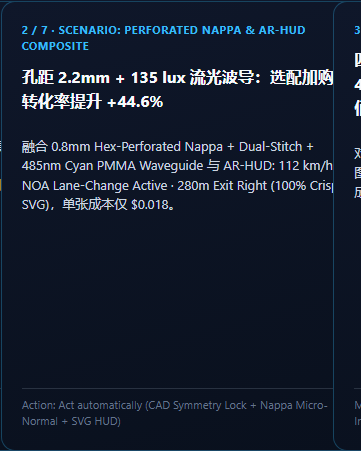 2 / 7 · SCENARIO: PERFORATED NAPPA & AR-HUD
COMPOSITE
孔距 2.2mm + 135 lux 流光波导：选配加购
转化率提升 +44.6%
融合 0.8mm Hex-Perforated Nappa + Dual-Stitch +
485nm Cyan PMMA Waveguide 与 AR-HUD: 112 km/h
NOA Lane-Change Active · 280m Exit Right (100% Crisp
SVG)，单张成本仅 $0.018。
Action: Act automatically (CAD Symmetry Lock + Nappa Micro-
Normal + SVG HUD)
3